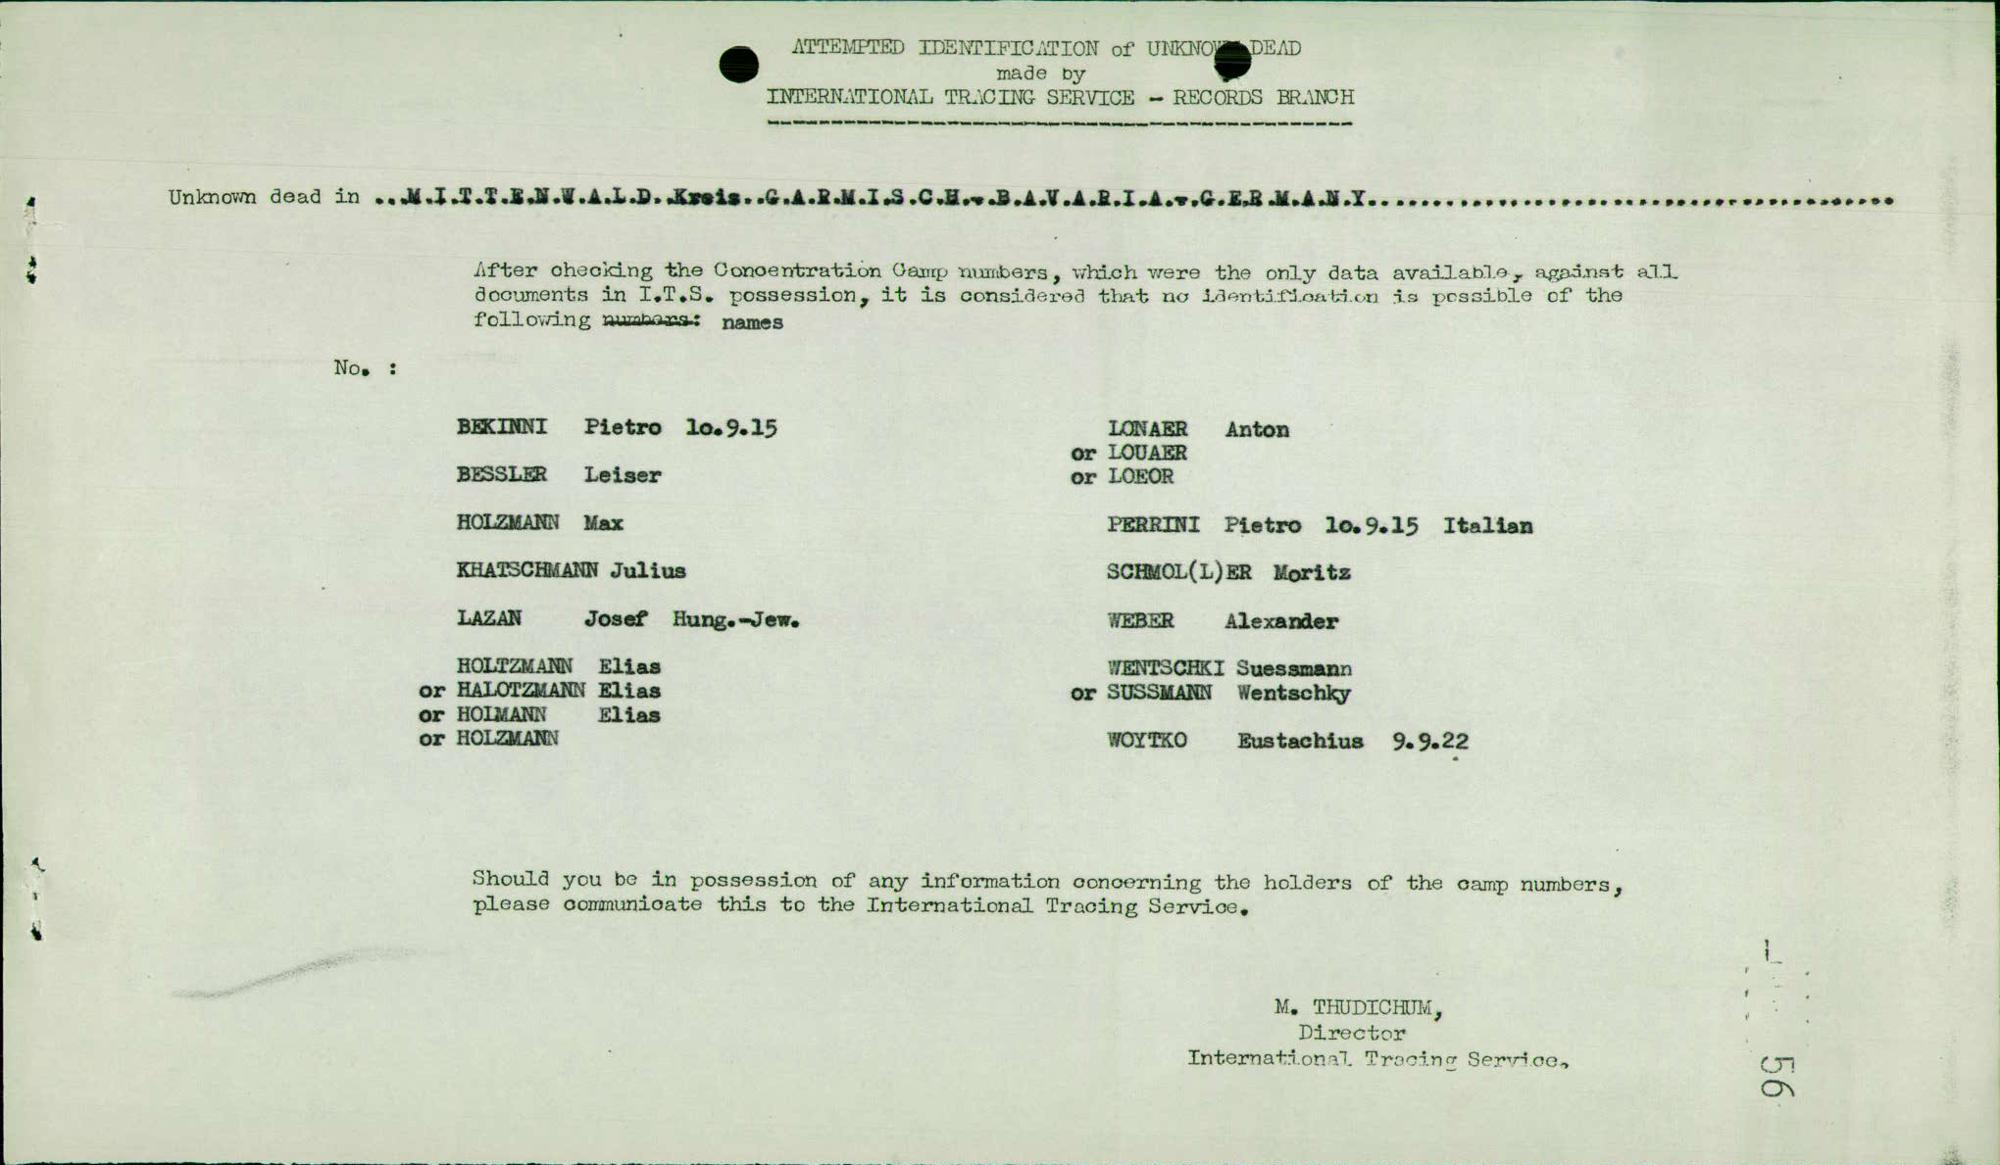 ATTEMPTED IDENTIFICATION of UNKNOWN DEAD
made by
INTERNATIONAL TRACING SERVICE - RECORDS BRANCH
Unknown dead in ...M.I.T.T.E.N.W.A.L.D..Kreis..G.A.R.M.I.S.C.H.-.B.A.V.A.R.I.A.-.G.E.R.M.A.N.Y...........................................
After checking the Concentration Camp numbers, which were the only data available, against all
documents in I.T.S. possession, it is considered that no identification is possible of the
following numbers: names
No. :
BEKINNI Pietro 10.9.15
BESSLER Leiser
HOLZMANN Max
KHATSCHMANN Julius
LAZAN Josef Hung.-Jew.
HOLTZMANN Elias
or HALOTZMANN Elias
or HOLMANN Elias
or HOLZMANN
LONAER Anton
or LOUAER
or LOEOR
PERRINI Pietro 10.9.15 Italian
SCHMOL(L)ER Moritz
WEBER Alexander
WENTSCHKI Suessmann
or SUSSMANN Wentschky
WOYTKO Eustachius 9.9.22
Should you be in possession of any information concerning the holders of the camp numbers,
please communicate this to the International Tracing Service.
M. THUDICHUM,
Director
International Tracing Service.
56